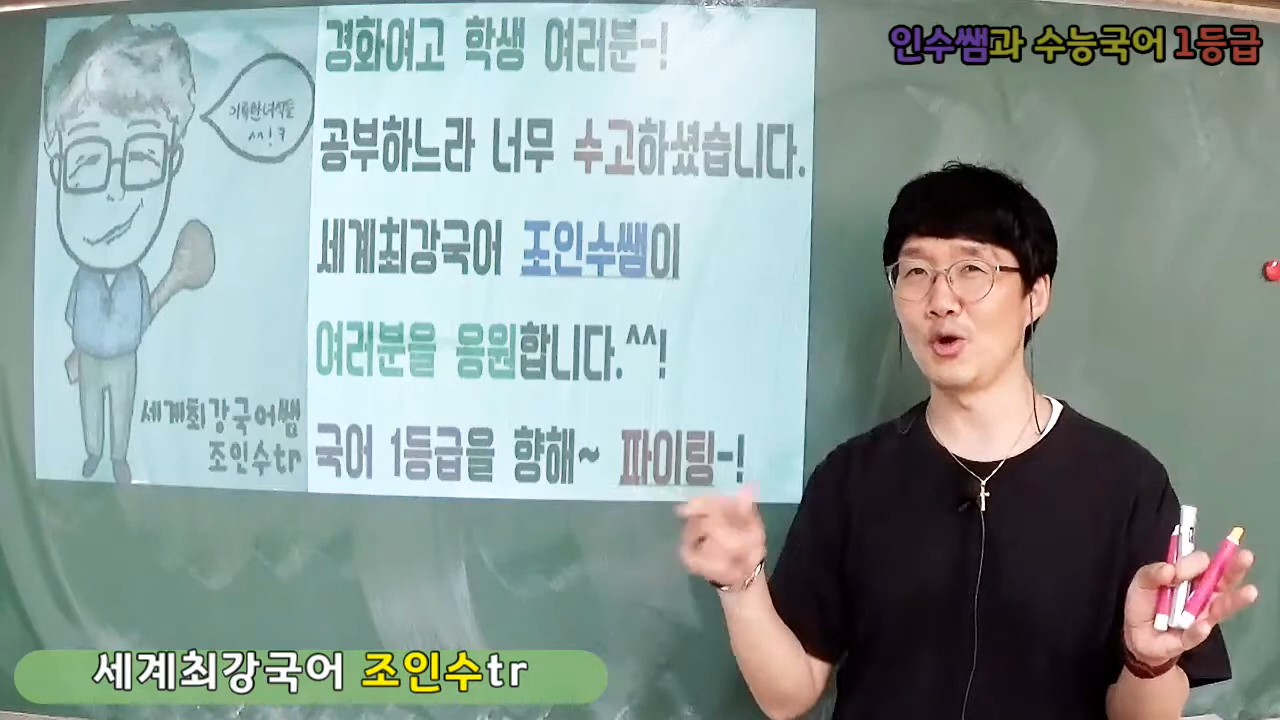 인수쌤과 수능국어 1등급
경화여고 학생 여러분~!
공부하느라 너무 수고하셨습니다.
세계최강국어 조인수쌤이
여러분을 응원합니다.^^!
국어 1등급을 향해~ 파이팅~!
^^!
세계최강국어쌤
조인수tr
세계최강국어 조인수tr